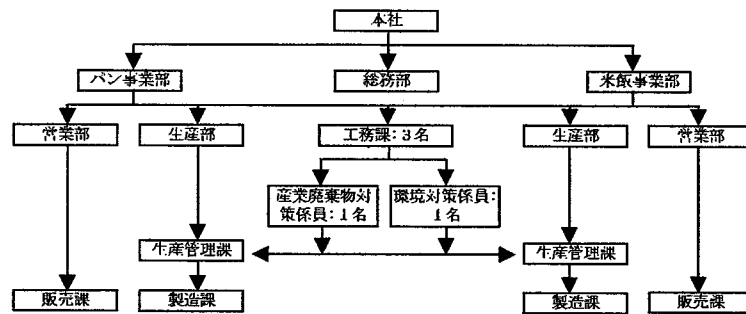 本社
パン事業部
総務部
米飯事業部
営業部
生産部
工務課:3名
生産部
営業部
産業廃棄物対
策係員:1名
環境対策係員:
1名
生産管理課
生産管理課
販売課
製造課
製造課
販売課